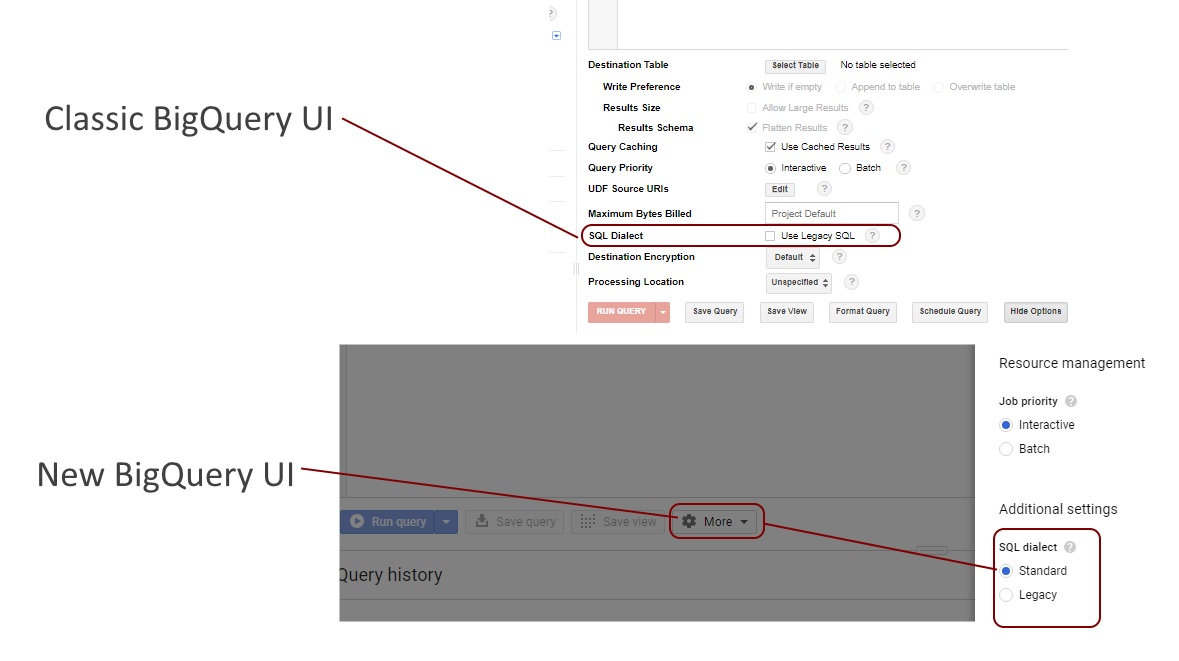 Classic BigQuery UI
?
Destination Table Select Table No table selected
Write Preference Write if empty Append to table Overwrite table
Results Size Allow Large Results ?
Results Schema Flatten Results ?
Query Caching Use Cached Results ?
Query Priority Interactive Batch ?
UDF Source URIs Edit ?
Maximum Bytes Billed Project Default ?
SQL Dialect Use Legacy SQL ?
Destination Encryption Default ?
Processing Location Unspecified ?
RUN QUERY Save Query Save View Format Query Schedule Query Hide Options
New BigQuery UI
Run query Save query Save view More
Query history
Resource management
Job priority ?
Interactive
Batch
Additional settings
SQL dialect ?
Standard
Legacy